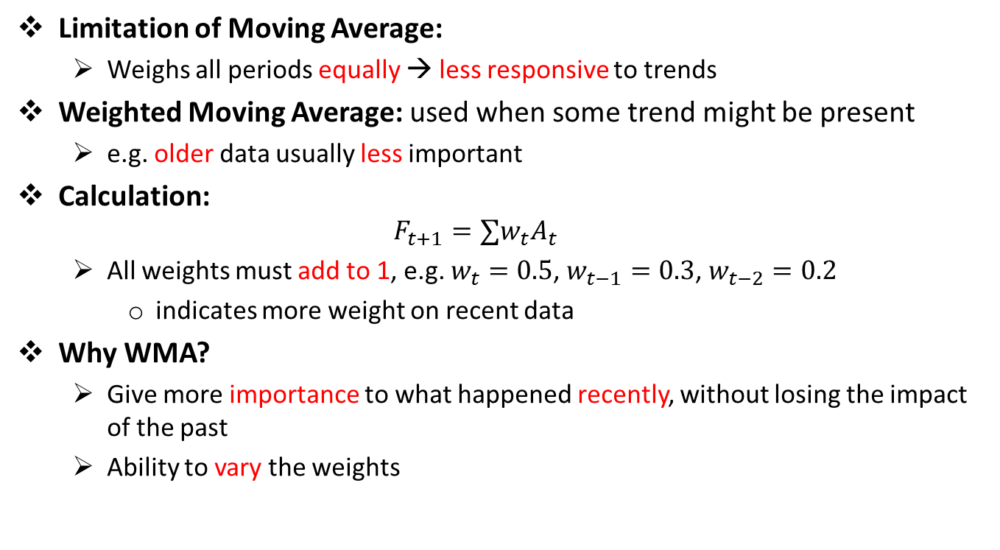 ❖ Limitation of Moving Average:
➢ Weighs all periods equally → less responsive to trends
❖ Weighted Moving Average: used when some trend might be present
➢ e.g. older data usually less important
❖ Calculation:
F_{t+1} = ∑w_tA_t
➢ All weights must add to 1, e.g. w_t = 0.5, w_{t−1} = 0.3, w_{t−2} = 0.2
o indicates more weight on recent data
❖ Why WMA?
➢ Give more importance to what happened recently, without losing the impact
of the past
➢ Ability to vary the weights